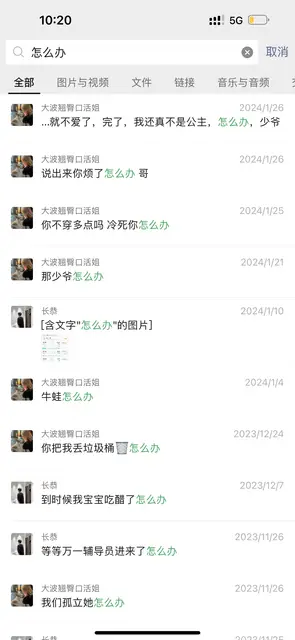 10:20
5G
怎么办
取消
全部
图片与视频
文件
链接
音乐与音频
大波翘臀口活姐
2024/1/26
...就不爱了，完了，我还真不是公主，怎么办，少爷
大波翘臀口活姐
2024/1/26
说出来你烦了怎么办 哥
大波翘臀口活姐
2024/1/25
你不穿多点吗 冷死你怎么办
大波翘臀口活姐
2024/1/21
那少爷怎么办
长恭
2024/1/10
[含文字"怎么办"的图片]
大波翘臀口活姐
2024/1/4
牛蛙怎么办
大波翘臀口活姐
2023/12/24
你把我丢垃圾桶🗑️怎么办
长恭
2023/12/7
到时候我宝宝吃醋了怎么办
长恭
2023/11/26
等等万一辅导员进来了怎么办
大波翘臀口活姐
2023/11/26
我们孤立她怎么办